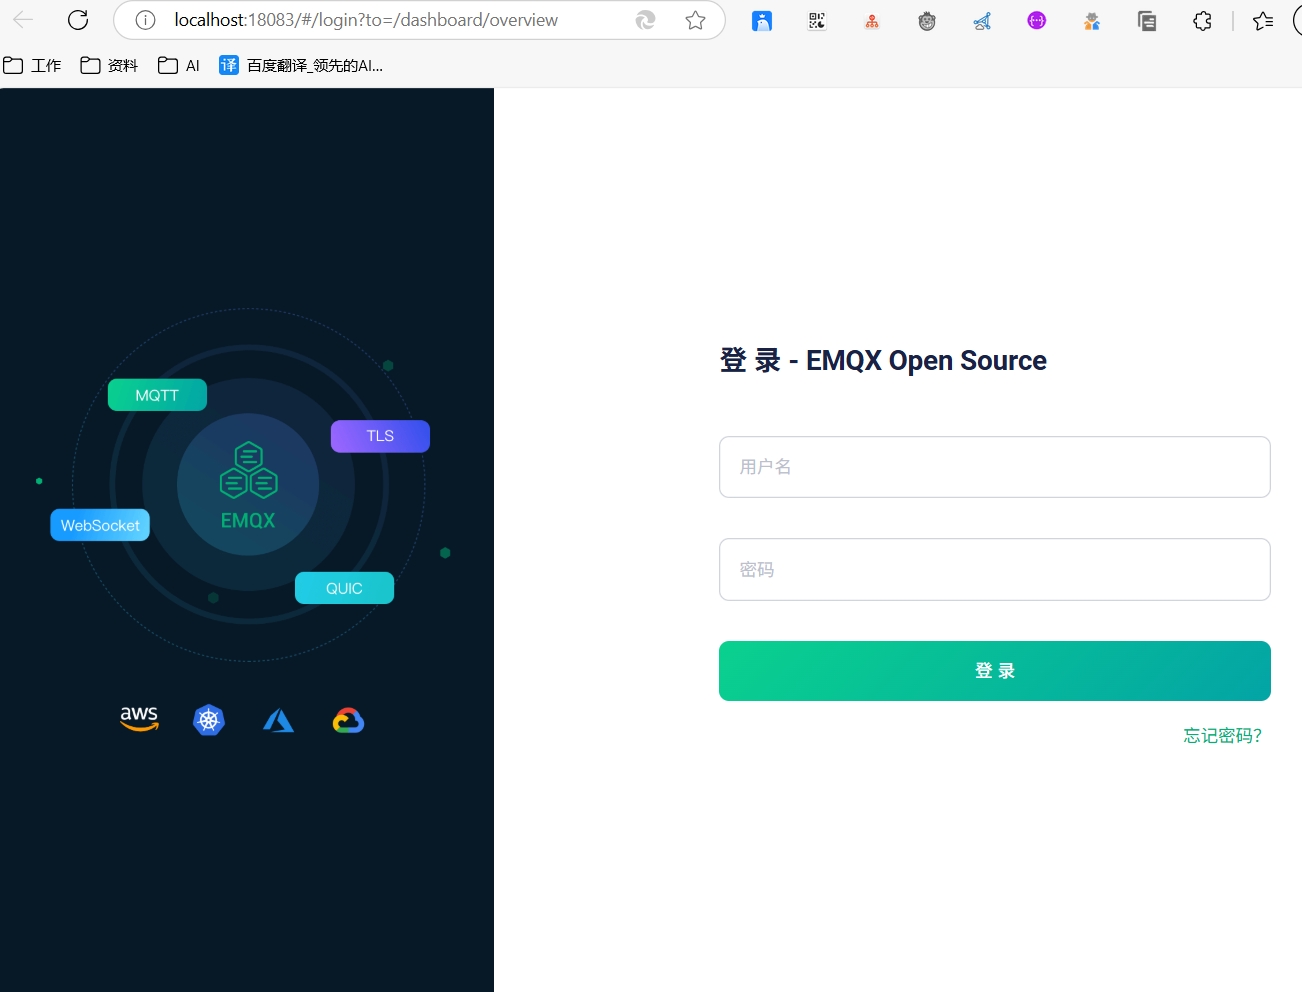 localhost:18083/#/login?to=/dashboard/overview
工作
资料
AI
译 百度翻译_领先的AI...
MQTT
TLS
EMQX
WebSocket
QUIC
aws
登 录 - EMQX Open Source
用户名
密码
登 录
忘记密码?